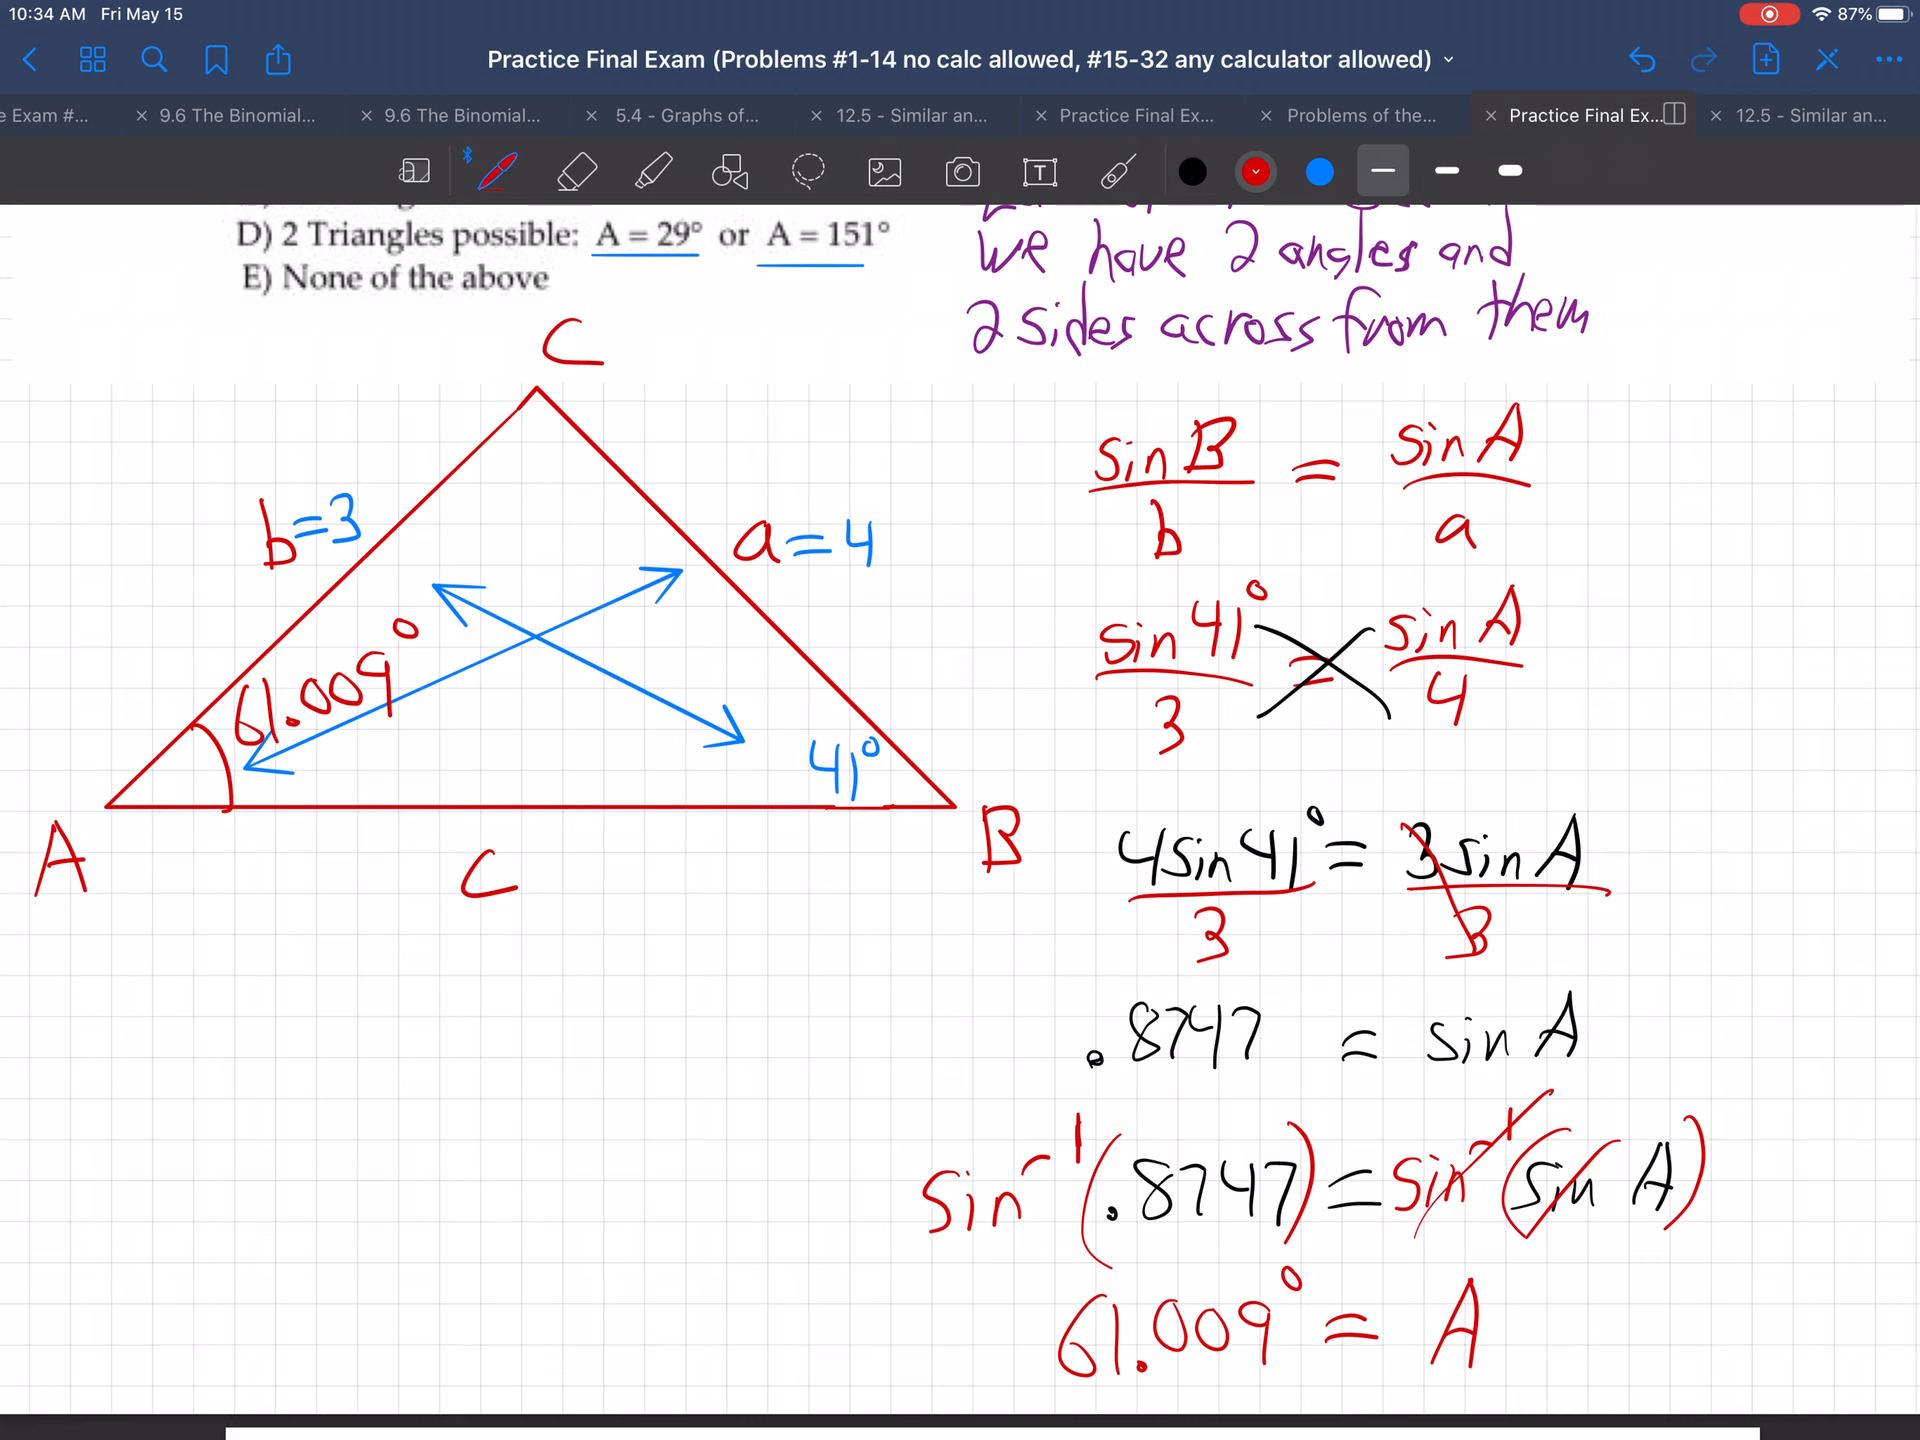 10:34 AM Fri May 15
87%
Practice Final Exam (Problems #1-14 no calc allowed, #15-32 any calculator allowed)
e Exam #...
× 9.6 The Binomial...
× 9.6 The Binomial...
× 5.4 - Graphs of...
× 12.5 - Similar an...
× Practice Final Ex...
× Problems of the...
× Practice Final Ex...
× 12.5 - Similar an...
T
D) 2 Triangles possible: A = 29° or A = 151°
E) None of the above
we have 2 angles and
2 sides across from them
C
b=3
a=4
61.009°
41°
A
B
C
sin B / b = sin A / a
sin 41° / 3 = sin A / 4
4 sin 41° / 3 = 3 sin A / 3
.8747 = sin A
sin⁻¹(.8747) = sin⁻¹(sin A)
61.009° = A